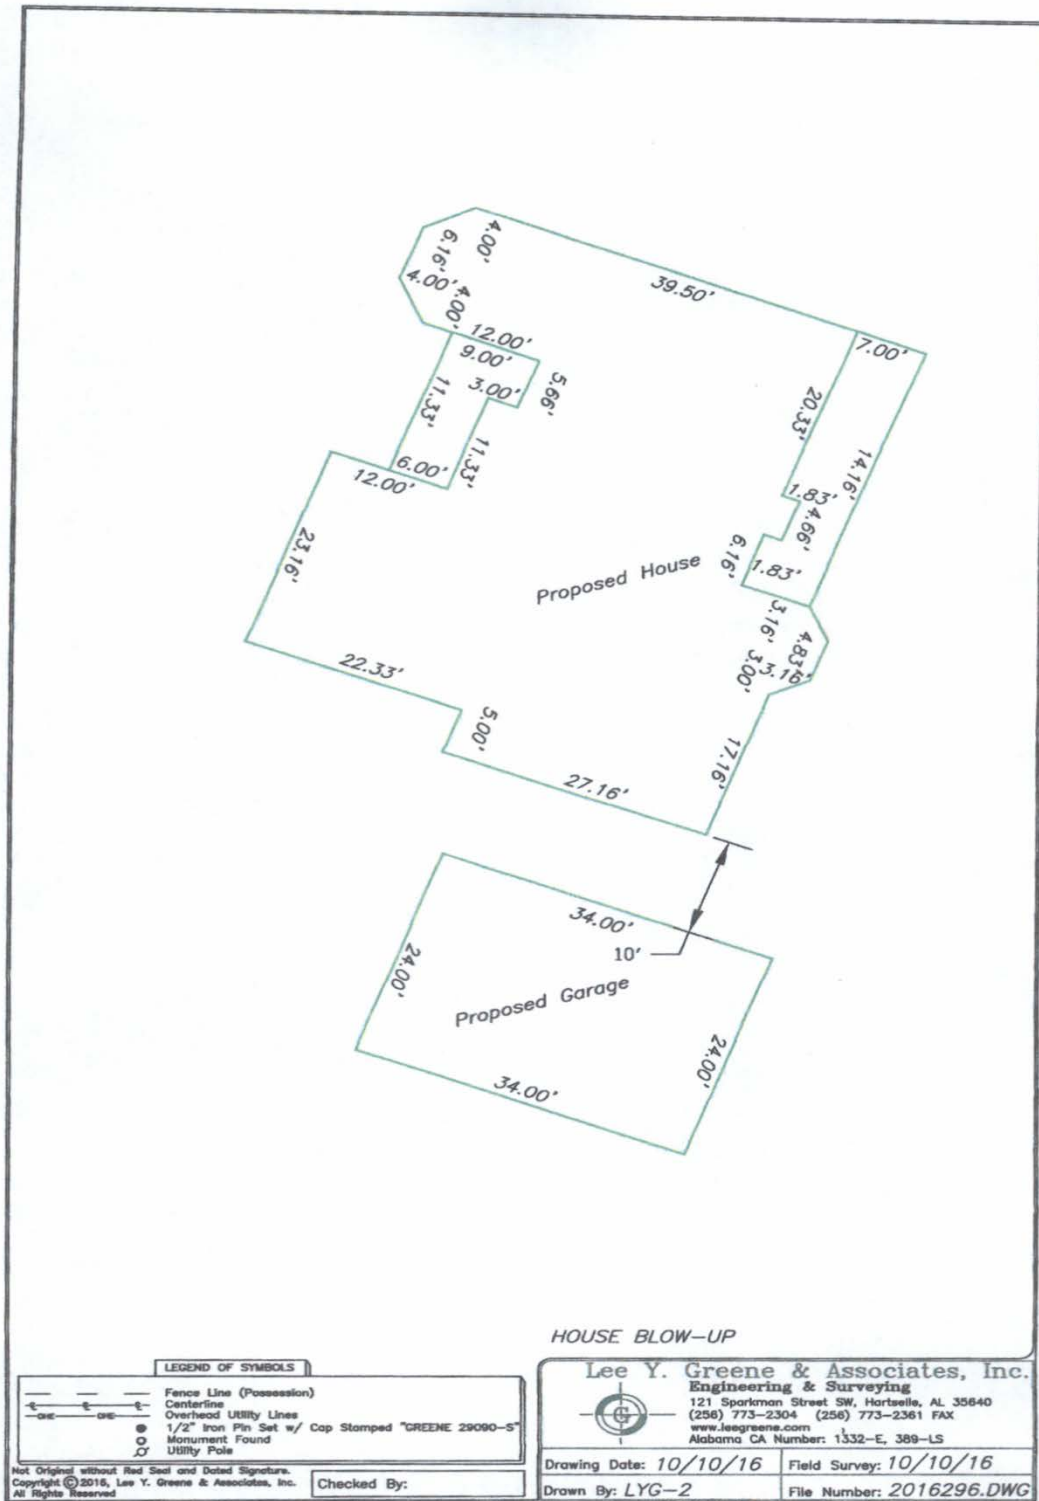 4.00'
6.16'
4.00'
4.00'
39.50'
12.00'
9.00'
7.00'
3.00'
5.66'
11.33'
20.33'
11.33'
6.00'
12.00'
14.16'
1.83'
4.66'
23.16'
6.16'
1.83'
Proposed House
3.16'
4.83'
3.00'
3.16'
22.33'
5.00'
17.16'
27.16'
34.00'
10'
24.00'
Proposed Garage
24.00'
34.00'
HOUSE BLOW-UP
LEGEND OF SYMBOLS
Fence Line (Possession)
Centerline
OHE OHE Overhead Utility Lines
1/2" Iron Pin Set w/ Cap Stamped "GREENE 29090-S"
Monument Found
Utility Pole
Not Original without Red Seal and Dated Signature.
Copyright ©2016, Lee Y. Greene & Associates, Inc.
All Rights Reserved
Checked By:
Lee Y. Greene & Associates, Inc.
Engineering & Surveying
121 Sparkman Street SW, Hartselle, AL 35640
(256) 773-2304 (256) 773-2361 FAX
www.leegreene.com
Alabama CA Number: 1332-E, 389-LS
G
Drawing Date: 10/10/16
Field Survey: 10/10/16
Drawn By: LYG-2
File Number: 2016296.DWG